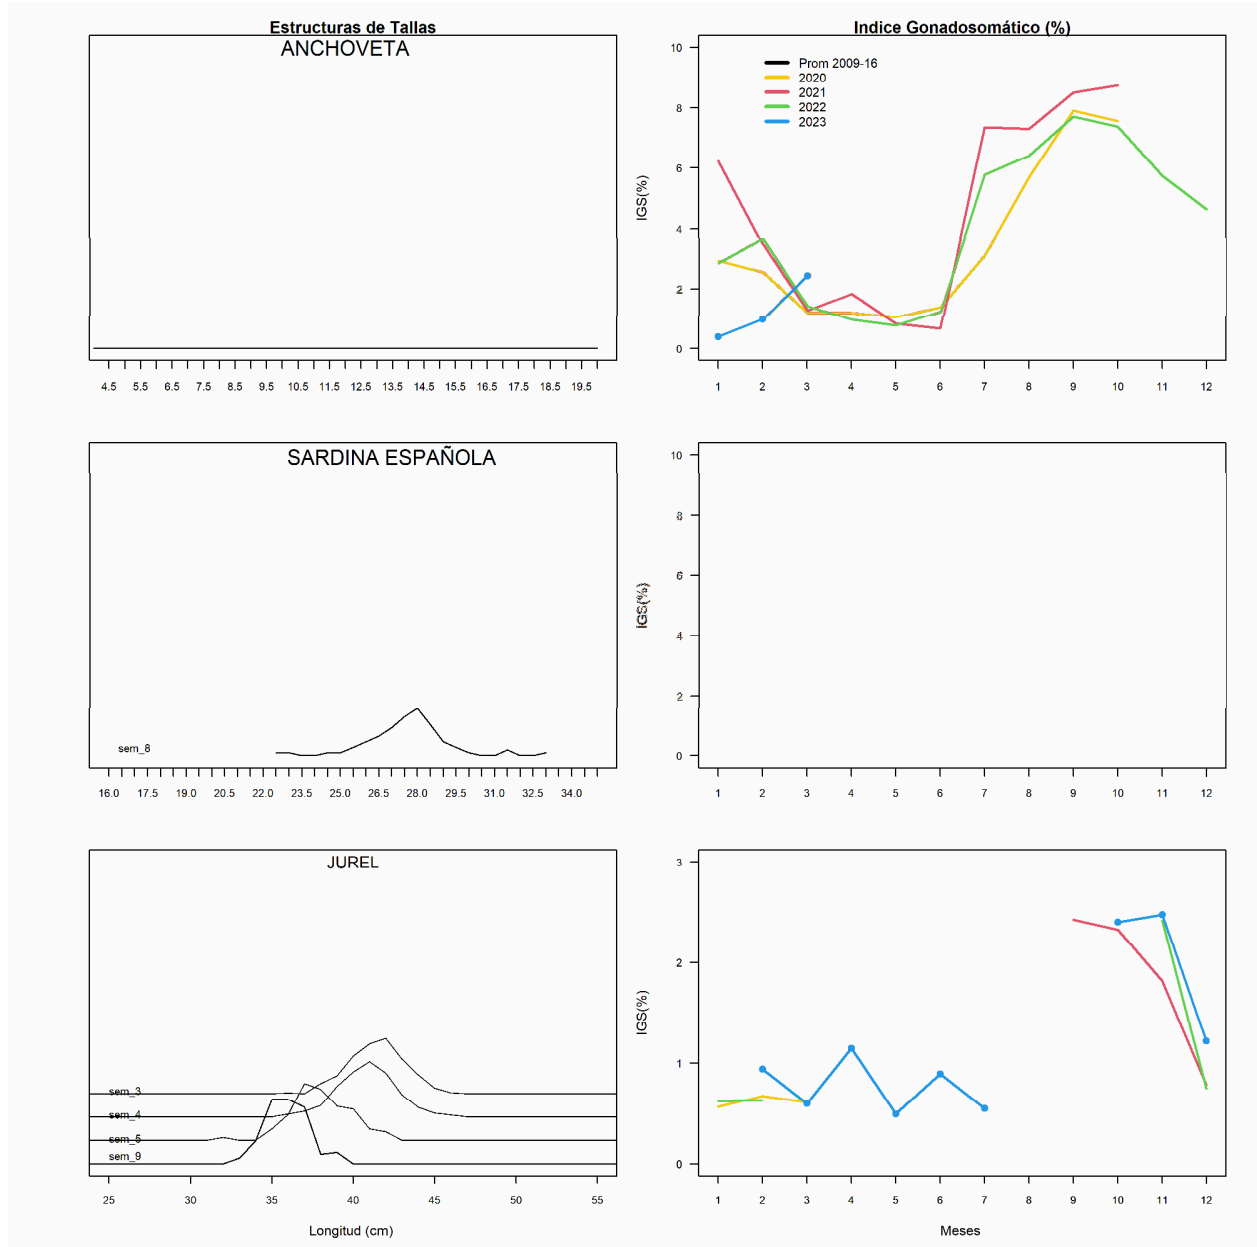 Estructuras de Tallas
ANCHOVETA
4.5 5.5 6.5 7.5 8.5 9.5 10.5 11.5 12.5 13.5 14.5 15.5 16.5 17.5 18.5 19.5
Indice Gonadosomático (%)
Prom 2009-16
2020
2021
2022
2023
IGS(%)
10
8
6
4
2
0
1 2 3 4 5 6 7 8 9 10 11 12
SARDINA ESPAÑOLA
sem_8
16.0 17.5 19.0 20.5 22.0 23.5 25.0 26.5 28.0 29.5 31.0 32.5 34.0
IGS(%)
10
8
6
4
2
0
1 2 3 4 5 6 7 8 9 10 11 12
JUREL
sem_3
sem_4
sem_5
sem_9
25 30 35 40 45 50 55
Longitud (cm)
IGS(%)
3
2
1
0
1 2 3 4 5 6 7 8 9 10 11 12
Meses